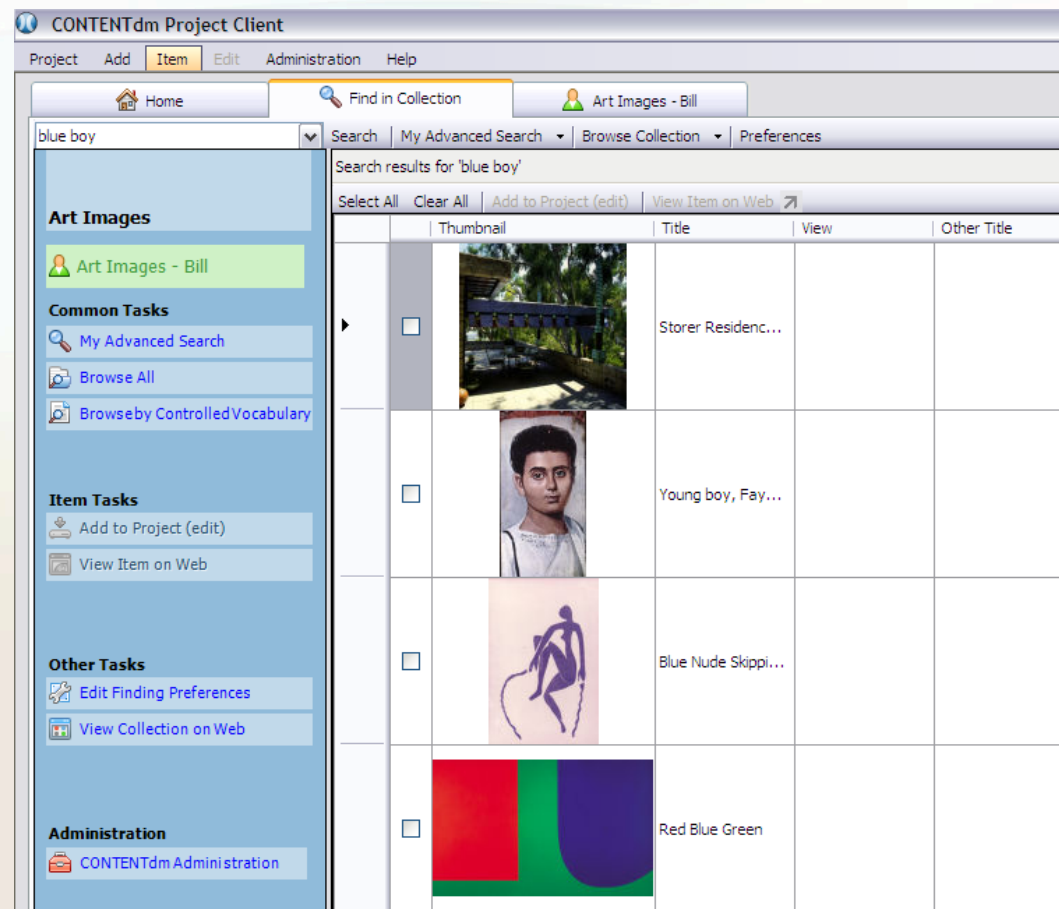 CONTENTdm Project Client
Project Add Item Edit Administration Help
Home Find in Collection Art Images - Bill
blue boy Search My Advanced Search Browse Collection Preferences
Search results for 'blue boy'
Select All Clear All Add to Project (edit) View Item on Web
Thumbnail Title View Other Title
Art Images
Art Images - Bill
Common Tasks
My Advanced Search
Browse All
Browseby Controlled Vocabulary
Item Tasks
Add to Project (edit)
View Item on Web
Other Tasks
Edit Finding Preferences
View Collection on Web
Administration
CONTENTdm Administration
Storer Residenc...
Young boy, Fay...
Blue Nude Skippi...
Red Blue Green